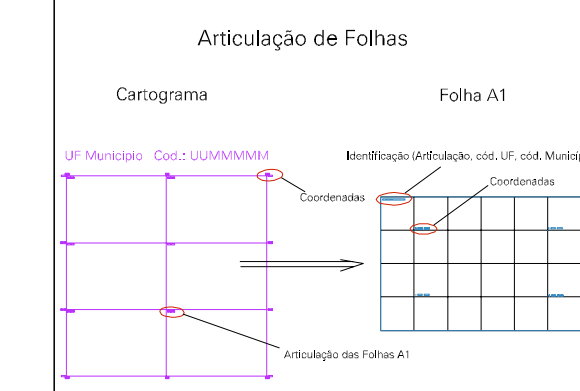 Articulação de Folhas
Cartograma
Folha A1
UF Municipio Cod.: UUMMMMM
Identificação (Articulação, cód. UF, cód. Municíp
Coordenadas
Coordenadas
Articulação das Folhas A1